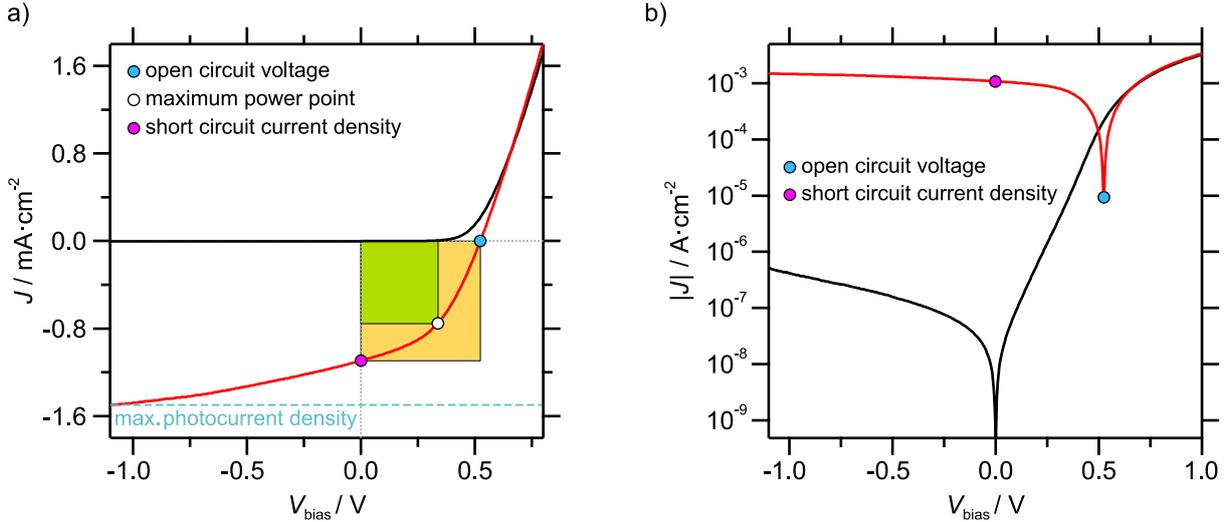 a)
1.6
0.8
0.0
-0.8
-1.6
J / mA·cm⁻²
open circuit voltage
maximum power point
short circuit current density
max. photocurrent density
-1.0
-0.5
0.0
0.5
V_bias / V
b)
10⁻³
10⁻⁴
10⁻⁵
10⁻⁶
10⁻⁷
10⁻⁸
10⁻⁹
|J| / A·cm⁻²
open circuit voltage
short circuit current density
-1.0
-0.5
0.0
0.5
1.0
V_bias / V